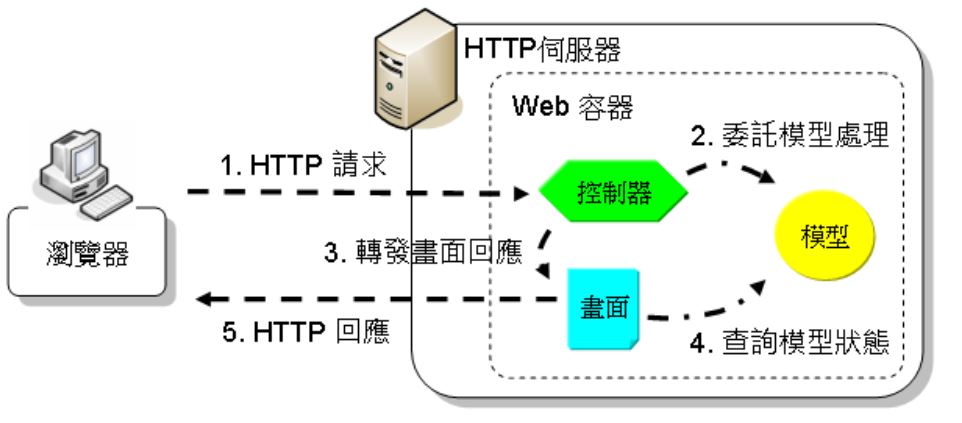 HTTP伺服器
Web 容器
2. 委託模型處理
1. HTTP 請求
控制器
模型
瀏覽器
3. 轉發畫面回應
畫面
5. HTTP 回應
4. 查詢模型狀態